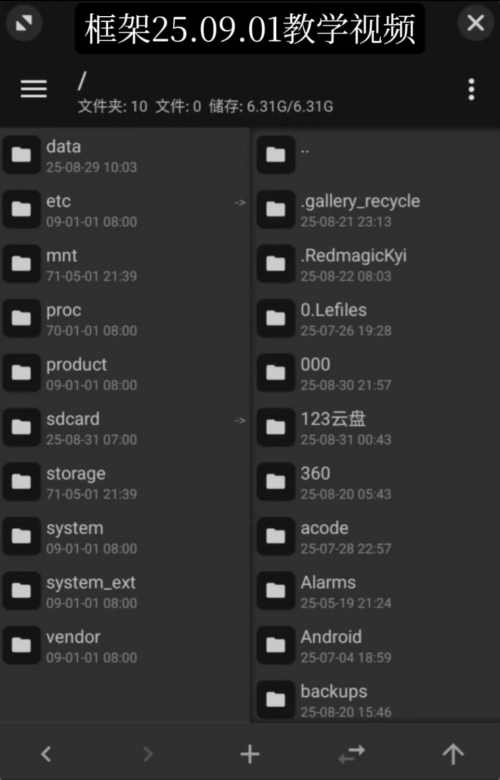 框架25.09.01教学视频
/
文件夹: 10 文件: 0 储存: 6.31G/6.31G
data
25-08-29 10:03
etc
09-01-01 08:00
mnt
71-05-01 21:39
proc
70-01-01 08:00
product
09-01-01 08:00
sdcard
25-08-31 07:00
storage
71-05-01 21:39
system
09-01-01 08:00
system_ext
09-01-01 08:00
vendor
09-01-01 08:00
..
.gallery_recycle
25-08-21 23:13
.RedmagicKyi
25-08-22 08:03
0.Lefiles
25-07-26 19:28
000
25-08-30 21:57
123云盘
25-08-31 00:43
360
25-08-20 05:43
acode
25-07-28 22:57
Alarms
25-05-19 21:24
Android
25-07-04 18:59
backups
25-08-20 15:46